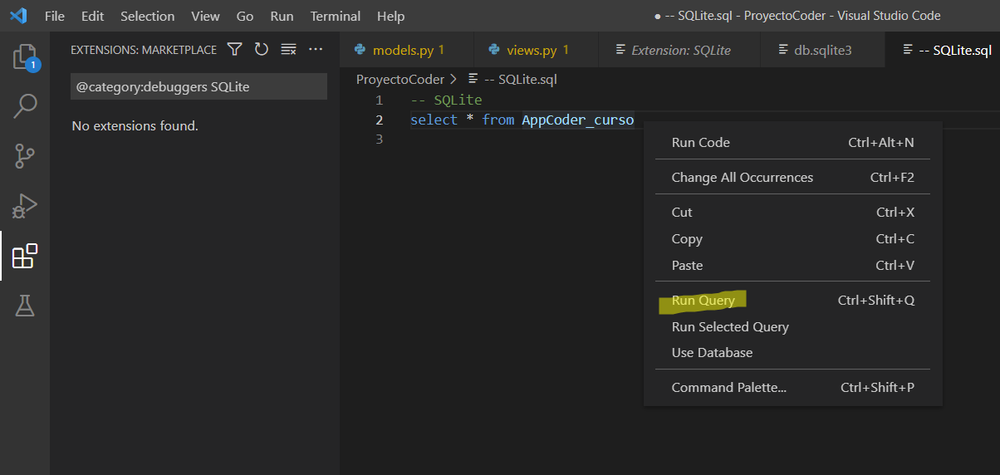 File Edit Selection View Go Run Terminal Help ● -- SQLite.sql - ProyectoCoder - Visual Studio Code
EXTENSIONS: MARKETPLACE
models.py 1 views.py 1 Extension: SQLite db.sqlite3 -- SQLite.sql
1
@category:debuggers SQLite
No extensions found.
ProyectoCoder > -- SQLite.sql
1 -- SQLite
2 select * from AppCoder_curso
3
Run Code Ctrl+Alt+N
Change All Occurrences Ctrl+F2
Cut Ctrl+X
Copy Ctrl+C
Paste Ctrl+V
Run Query Ctrl+Shift+Q
Run Selected Query
Use Database
Command Palette... Ctrl+Shift+P